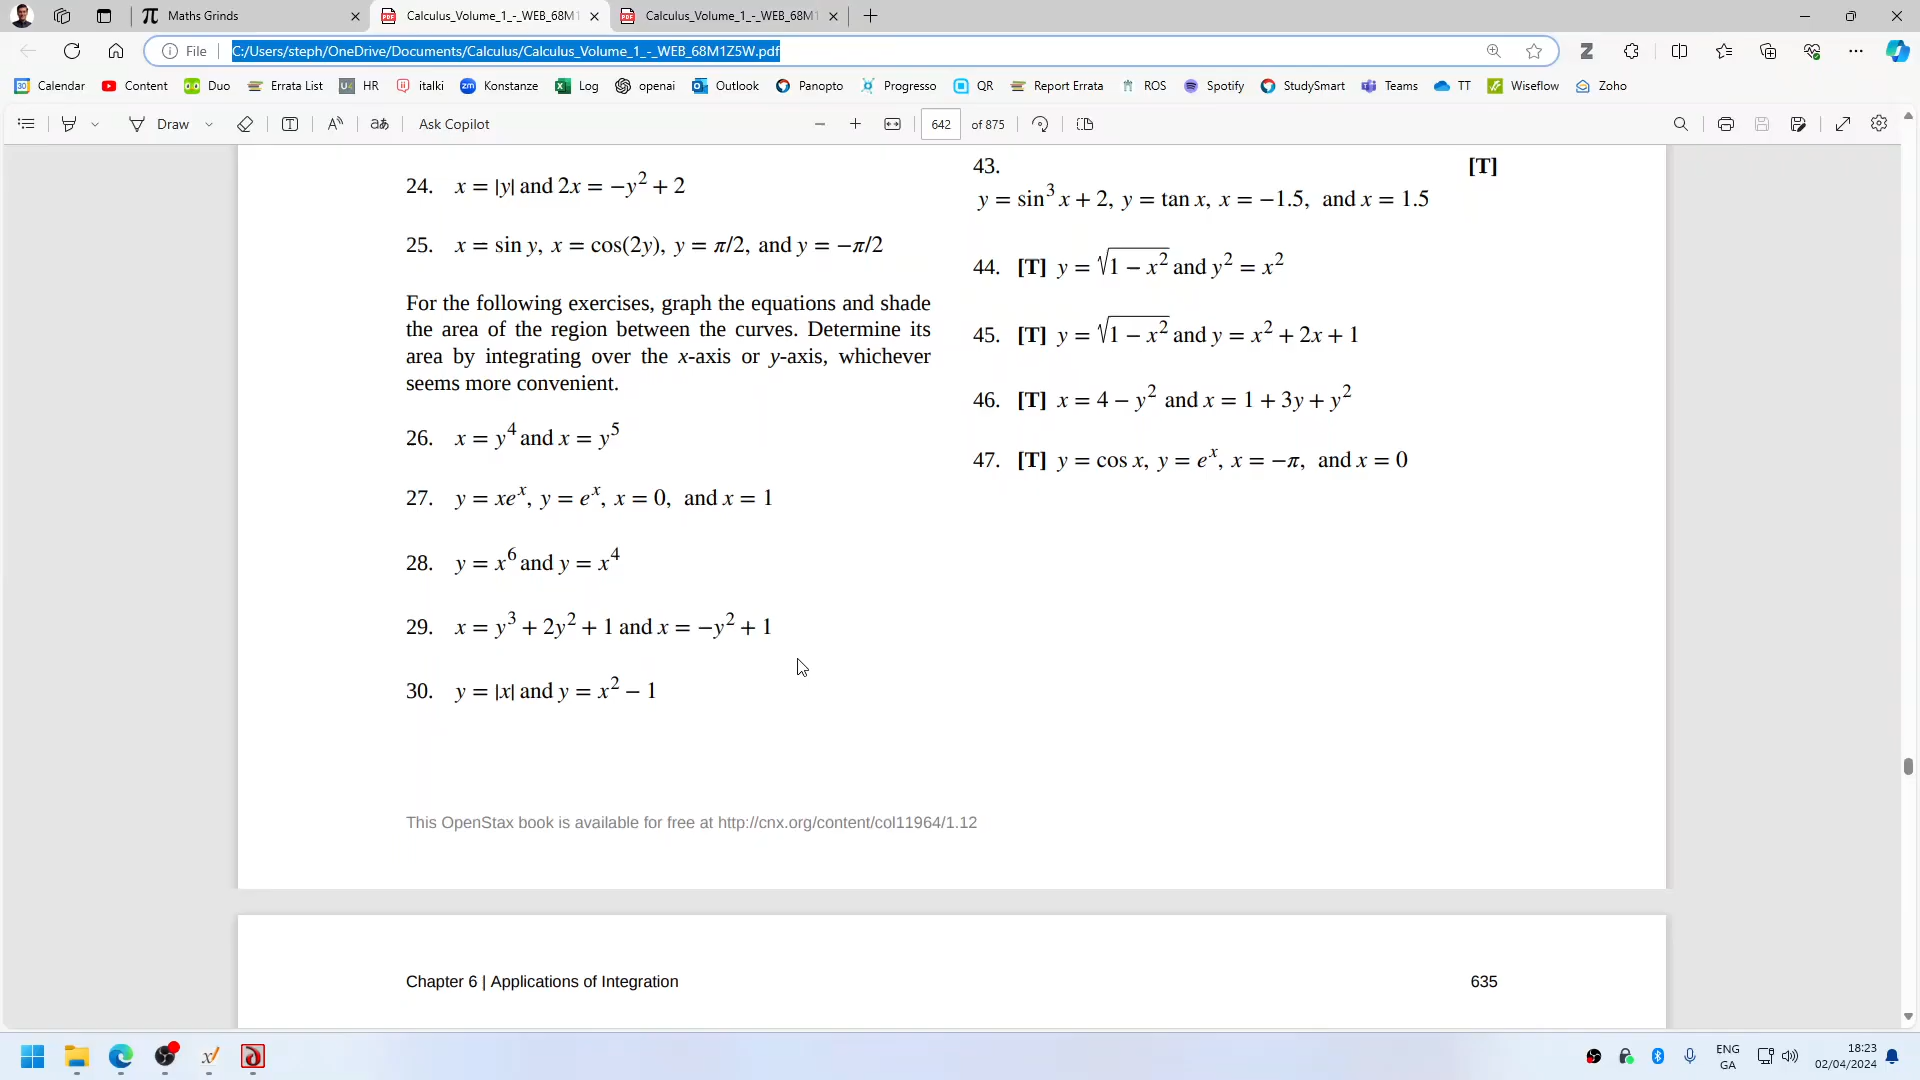 Maths Grinds
Calculus_Volume_1_-_WEB_68M1
Calculus_Volume_1_-_WEB_68M1
File
C:/Users/steph/OneDrive/Documents/Calculus/Calculus_Volume_1_-_WEB_68M1Z5W.pdf
Calendar
Content
Duo
Errata List
HR
italki
Konstanze
Log
openai
Outlook
Panopto
Progresso
QR
Report Errata
ROS
Spotify
StudySmart
Teams
TT
Wiseflow
Zoho
Draw
Ask Copilot
642 of 875
24. x = |y| and 2x = −y² + 2
25. x = sin y, x = cos(2y), y = π/2, and y = −π/2
For the following exercises, graph the equations and shade
the area of the region between the curves. Determine its
area by integrating over the x-axis or y-axis, whichever
seems more convenient.
26. x = y⁴ and x = y⁵
27. y = xeˣ, y = eˣ, x = 0, and x = 1
28. y = x⁶ and y = x⁴
29. x = y³ + 2y² + 1 and x = −y² + 1
30. y = |x| and y = x² − 1
43. [T]
y = sin³ x + 2, y = tan x, x = −1.5, and x = 1.5
44. [T] y = √(1 − x²) and y² = x²
45. [T] y = √(1 − x²) and y = x² + 2x + 1
46. [T] x = 4 − y² and x = 1 + 3y + y²
47. [T] y = cos x, y = eˣ, x = −π, and x = 0
This OpenStax book is available for free at http://cnx.org/content/col11964/1.12
Chapter 6 | Applications of Integration 635
ENG
GA
18:23
02/04/2024